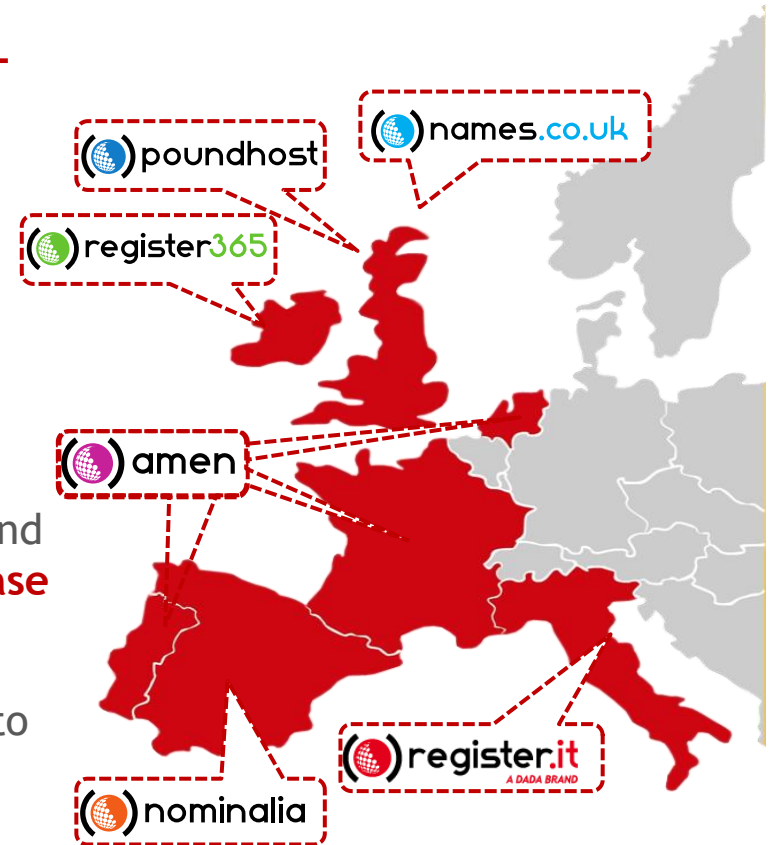 names.co.uk
poundhost
register365
amen
nd
ase
to
register.it
A DADA BRAND
nominalia